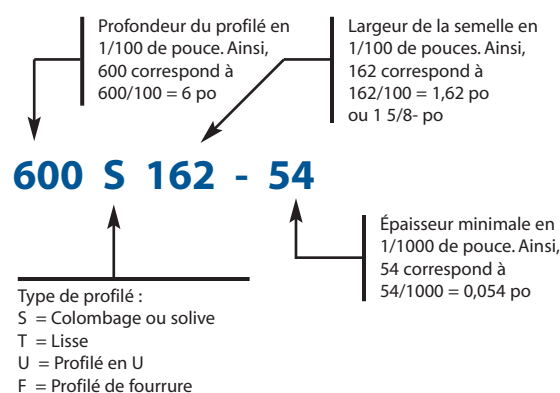 Profondeur du profilé en
1/100 de pouce. Ainsi,
600 correspond à
600/100 = 6 po
Largeur de la semelle en
1/100 de pouces. Ainsi,
162 correspond à
162/100 = 1,62 po
ou 1 5/8- po
600 S 162 - 54
Épaisseur minimale en
1/1000 de pouce. Ainsi,
54 correspond à
54/1000 = 0,054 po
Type de profilé :
S = Colombage ou solive
T = Lisse
U = Profilé en U
F = Profilé de fourrure